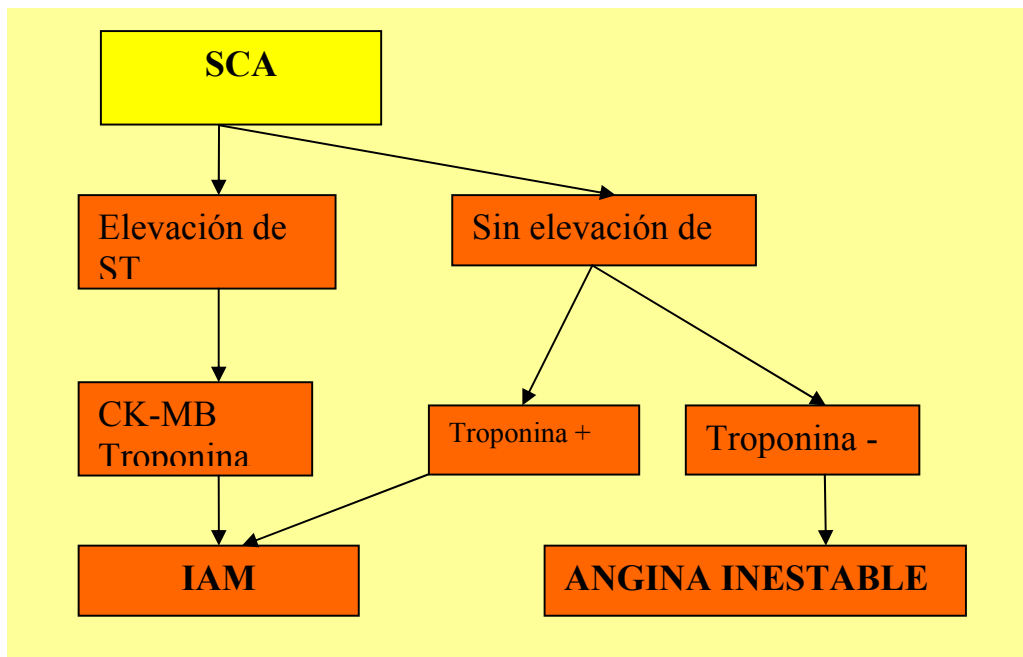 SCA
Elevación de
ST
Sin elevación de
CK-MB
Troponina
Troponina +
Troponina -
IAM
ANGINA INESTABLE